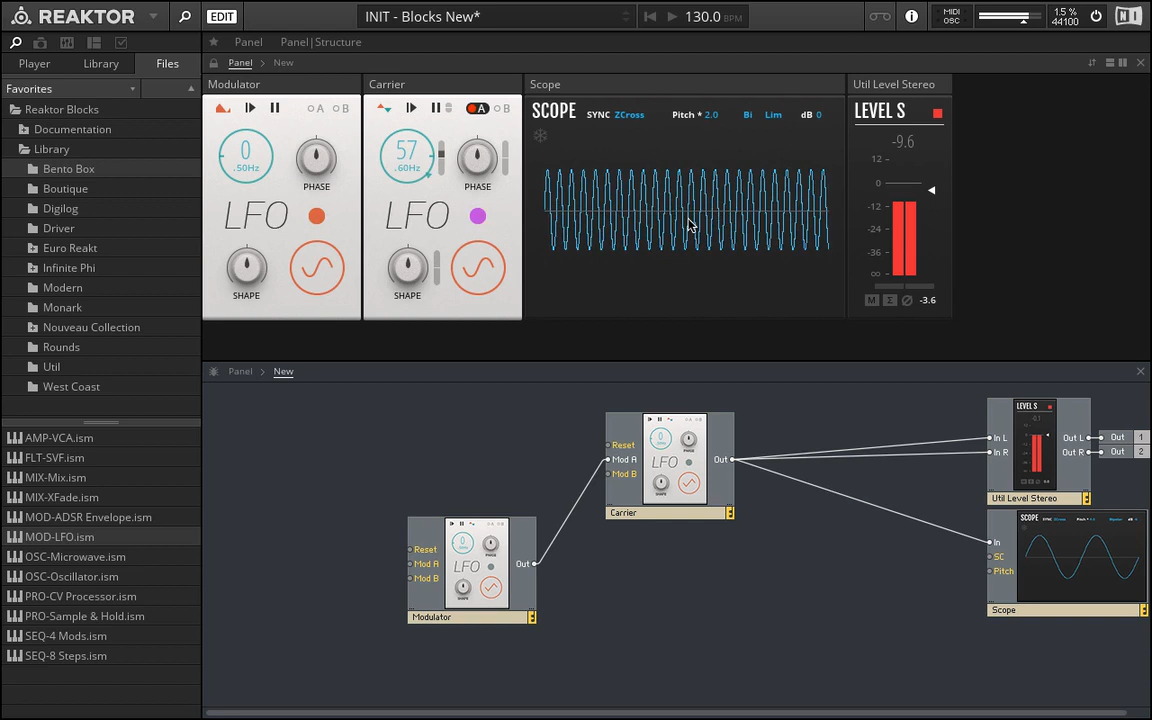 REAKTOR
EDIT
INIT - Blocks New*
130.0 BPM
MIDI
OSC
1.5 %
44100
Panel
Panel|Structure
Player
Library
Files
Panel > New
Favorites
Modulator
Carrier
Scope
Util Level Stereo
Reaktor Blocks
Documentation
Library
Bento Box
Boutique
Digilog
Driver
Euro Reakt
Infinite Phi
Modern
Monark
Nouveau Collection
Rounds
Util
West Coast
A B
0
.50Hz
PHASE
LFO
SHAPE
A B
57
.60Hz
PHASE
LFO
SHAPE
SCOPE
SYNC ZCross
Pitch * 2.0
Bi Lim
dB 0
LEVEL S
-9.6
12
0
-12
-24
-36
∞
M Σ
-3.6
Panel > New
AMP-VCA.ism
FLT-SVF.ism
MIX-Mix.ism
MIX-XFade.ism
MOD-ADSR Envelope.ism
MOD-LFO.ism
OSC-Microwave.ism
OSC-Oscillator.ism
PRO-CV Processor.ism
PRO-Sample & Hold.ism
SEQ-4 Mods.ism
SEQ-8 Steps.ism
Reset
Mod A
Mod B
LFO
Out
Modulator
Reset
Mod A
Mod B
LFO
Out
Carrier
LEVEL S
In L
In R
Out L
Out R
Out 1
Out 2
Util Level Stereo
SCOPE
In
SC
Pitch
Scope